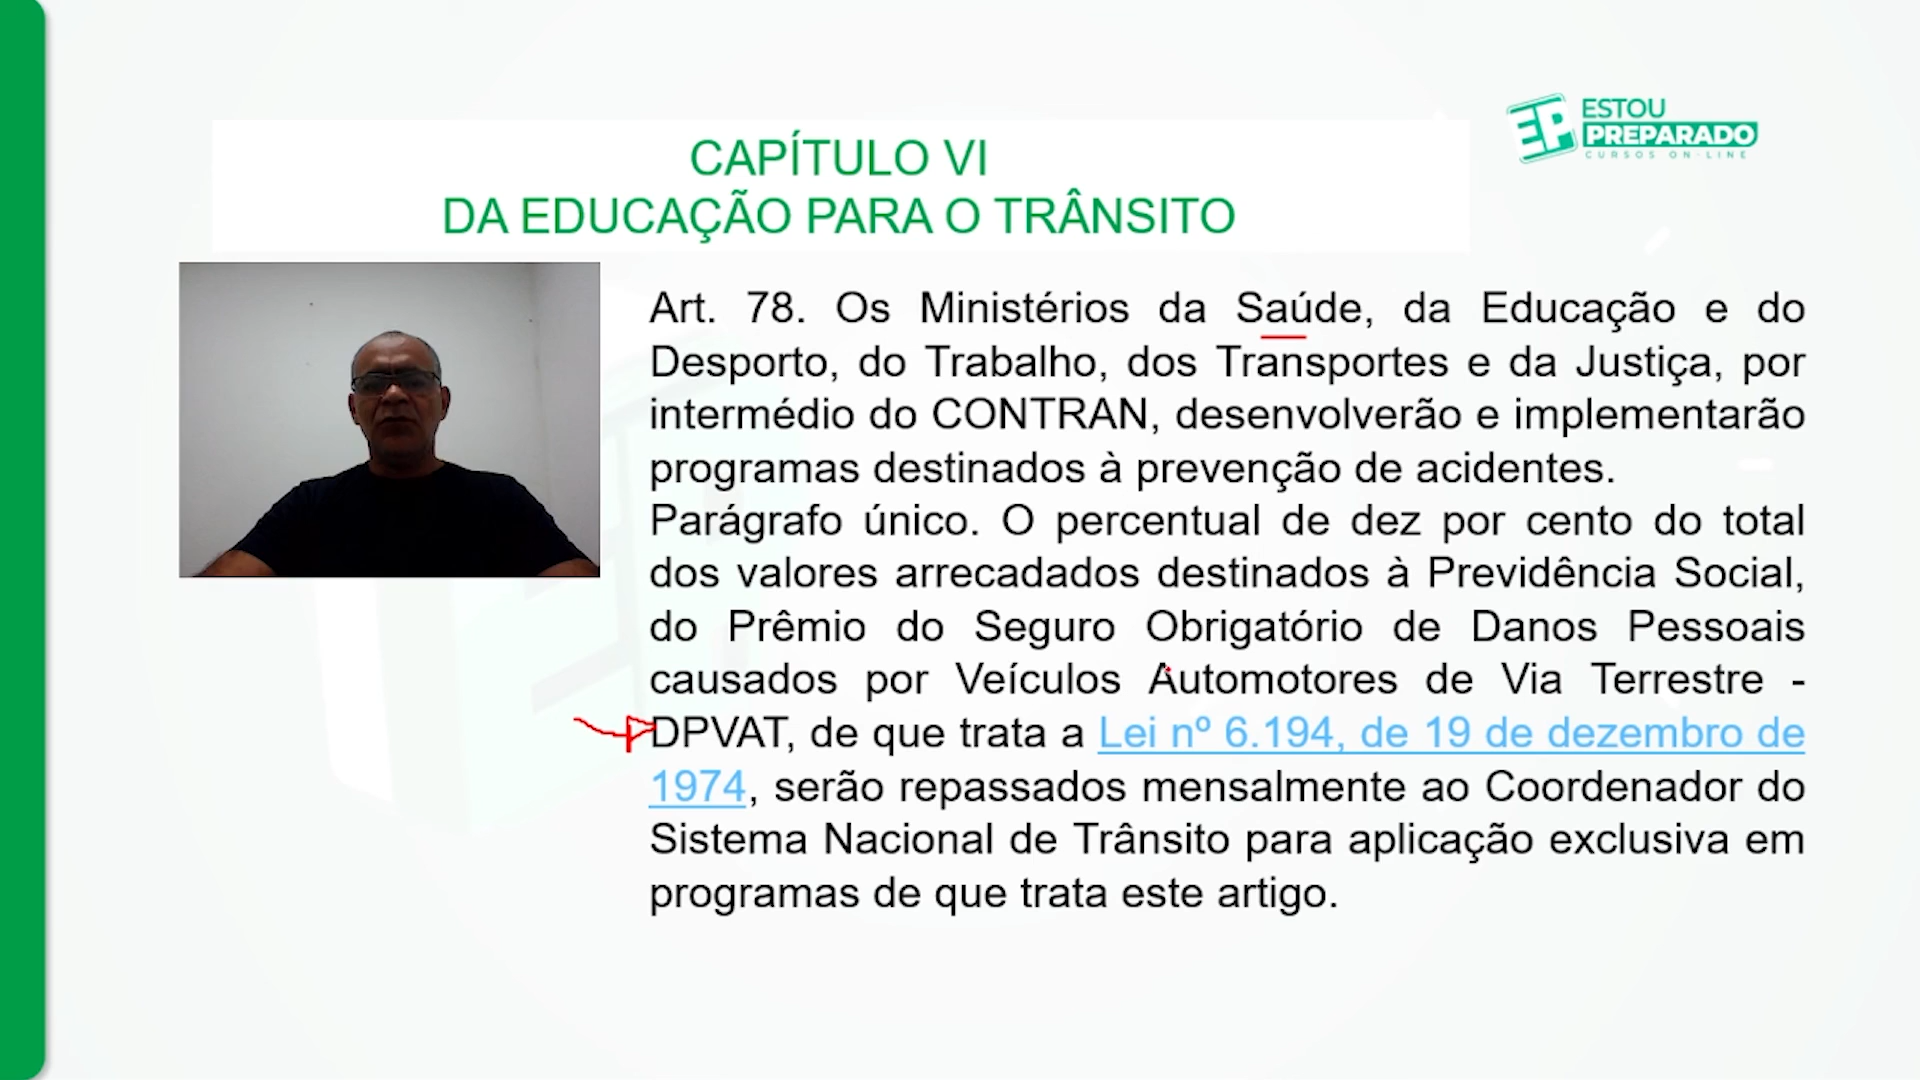 CAPÍTULO VI
DA EDUCAÇÃO PARA O TRÂNSITO
EP ESTOU
PREPARADO
CURSOS ON-LINE
Art. 78. Os Ministérios da Saúde, da Educação e do
Desporto, do Trabalho, dos Transportes e da Justiça, por
intermédio do CONTRAN, desenvolverão e implementarão
programas destinados à prevenção de acidentes.
Parágrafo único. O percentual de dez por cento do total
dos valores arrecadados destinados à Previdência Social,
do Prêmio do Seguro Obrigatório de Danos Pessoais
causados por Veículos Automotores de Via Terrestre -
DPVAT, de que trata a Lei nº 6.194, de 19 de dezembro de
1974, serão repassados mensalmente ao Coordenador do
Sistema Nacional de Trânsito para aplicação exclusiva em
programas de que trata este artigo.